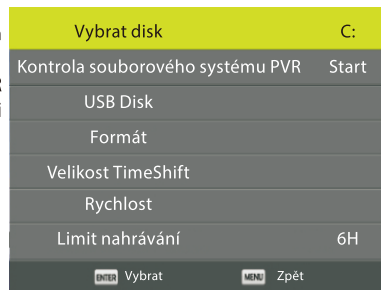 Vybrat disk C:
Kontrola souborového systému PVR Start
USB Disk
Formát
Velikost TimeShift
Rychlost
Limit nahrávání 6H
ENTER Vybrat MENU Zpět